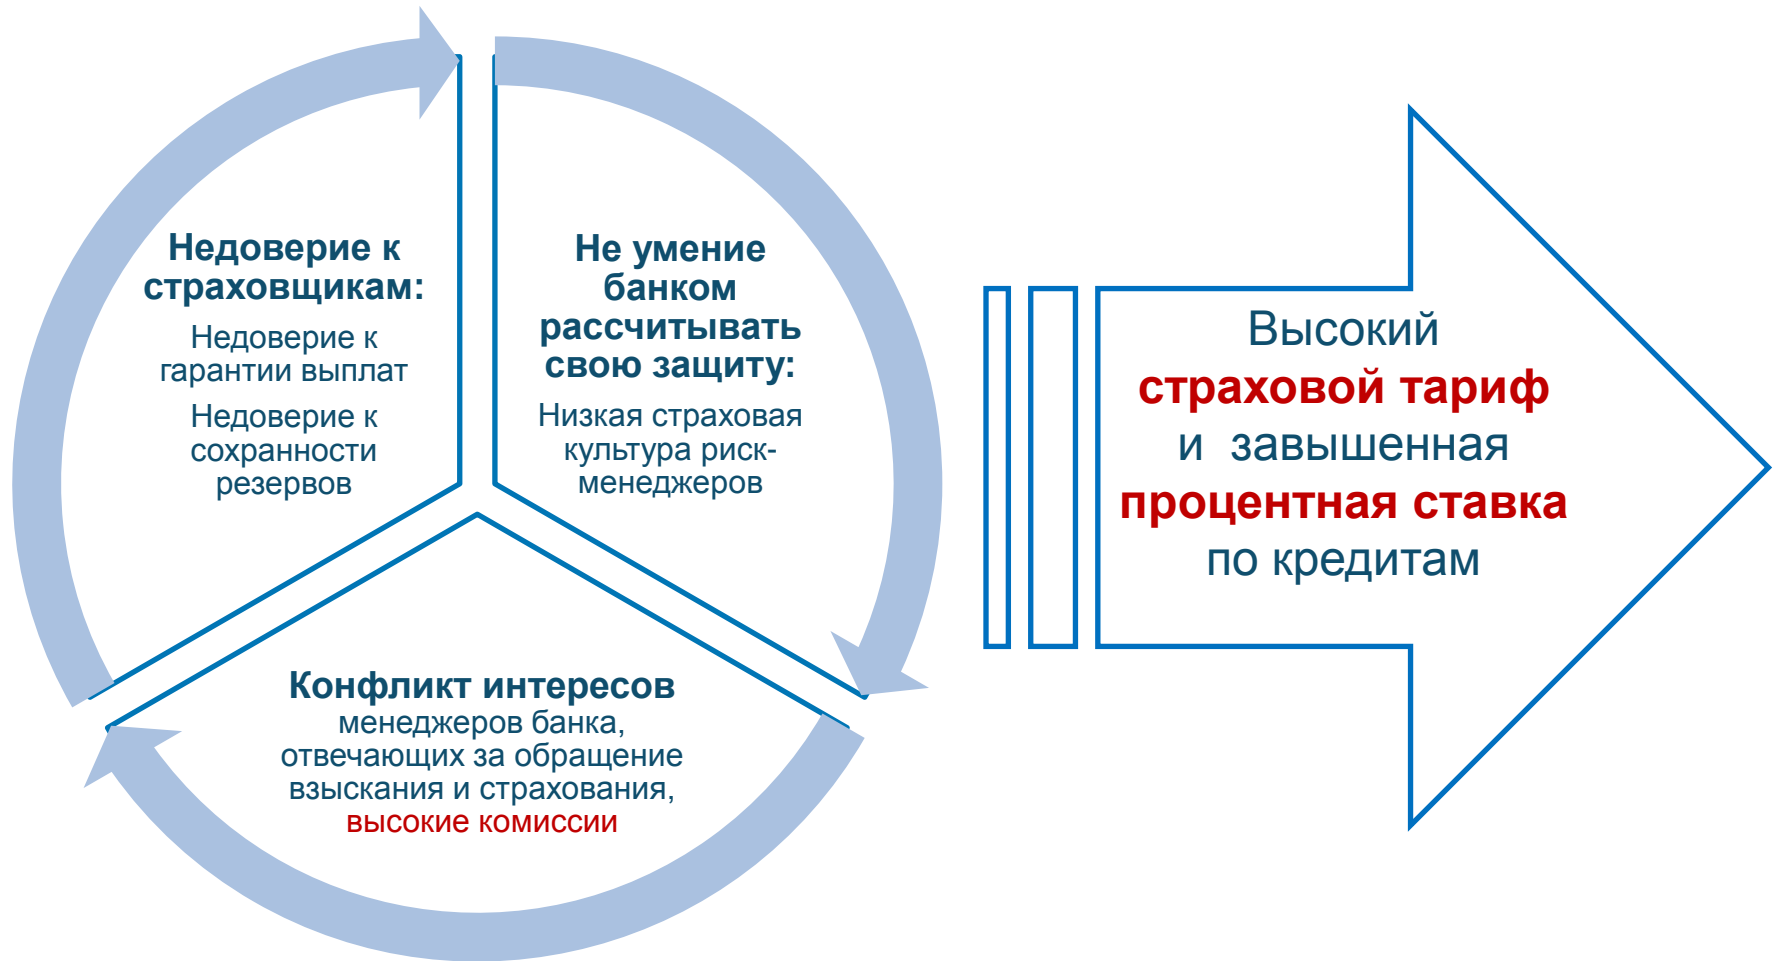 Недоверие к
страховщикам:
Недоверие к
гарантии выплат
Недоверие к
сохранности
резервов
Не умение
банком
рассчитывать
свою защиту:
Низкая страховая
культура риск-
менеджеров
Конфликт интересов
менеджеров банка,
отвечающих за обращение
взыскания и страхования,
высокие комиссии
Высокий
страховой тариф
и завышенная
процентная ставка
по кредитам